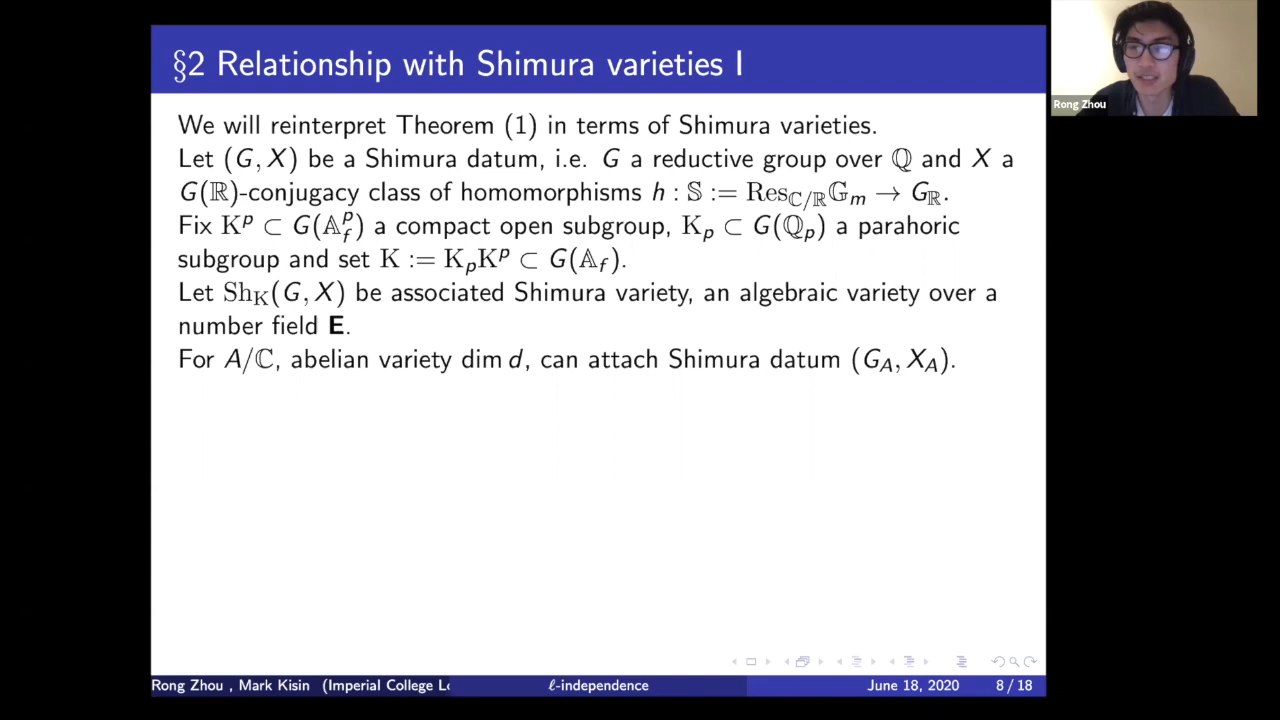 §2 Relationship with Shimura varieties I
Rong Zhou
We will reinterpret Theorem (1) in terms of Shimura varieties.
Let (G, X) be a Shimura datum, i.e. G a reductive group over ℚ and X a
G(ℝ)-conjugacy class of homomorphisms h : 𝕊 := Res_{ℂ/ℝ}𝔾_m → G_ℝ.
Fix K^p ⊂ G(𝔸_f^p) a compact open subgroup, K_p ⊂ G(ℚ_p) a parahoric
subgroup and set K := K_pK^p ⊂ G(𝔸_f).
Let Sh_K(G, X) be associated Shimura variety, an algebraic variety over a
number field E.
For A/ℂ, abelian variety dim d, can attach Shimura datum (G_A, X_A).
Rong Zhou , Mark Kisin (Imperial College Lo
ℓ-independence
June 18, 2020
8 / 18